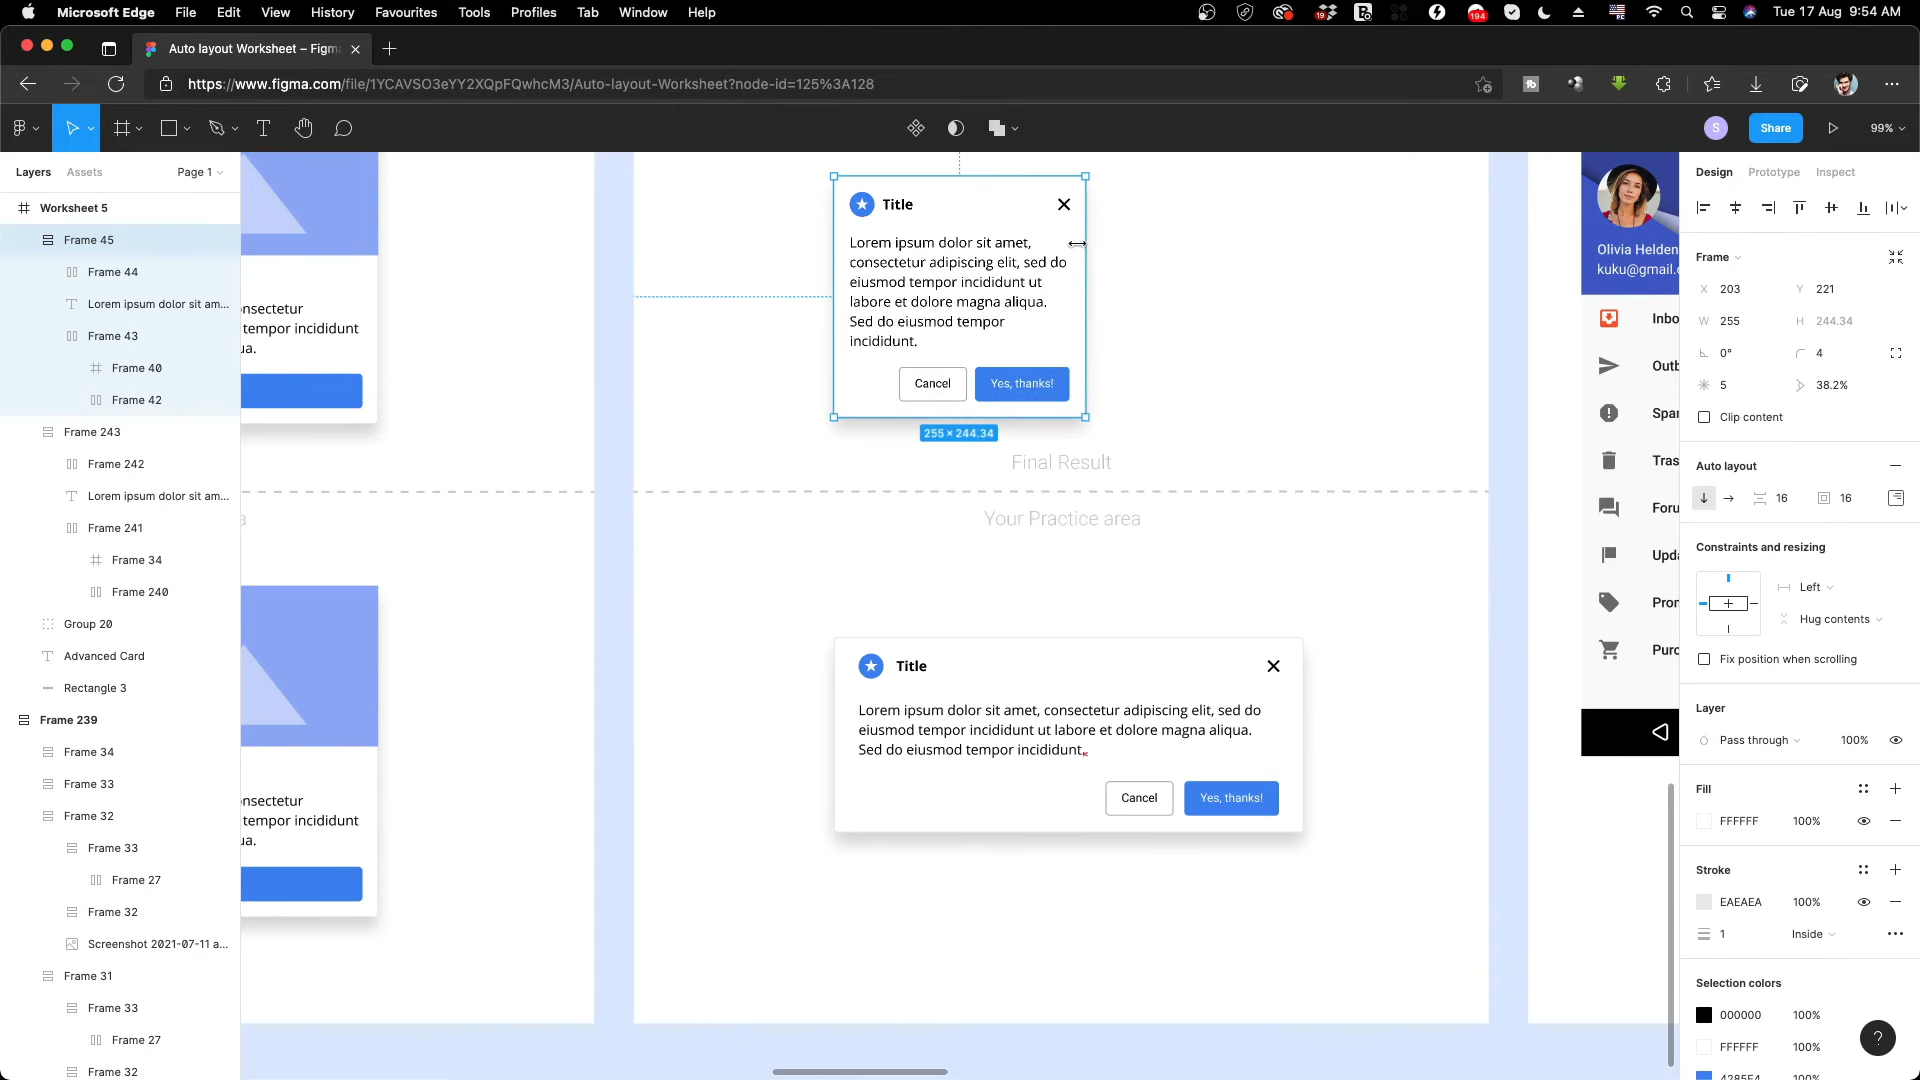 Microsoft Edge File Edit View History Favourites Tools Profiles Tab Window Help
19
194
Tue 17 Aug 9:54 AM
Auto layout Worksheet – Figma
https://www.figma.com/file/1YCAVSO3eYY2XQpFQwhcM3/Auto-layout-Worksheet?node-id=125%3A128
S
Share
99%
Layers
Assets
Page 1
Worksheet 5
Frame 45
Frame 44
Lorem ipsum dolor sit am...
Frame 43
Frame 40
Frame 42
Frame 243
Frame 242
Lorem ipsum dolor sit am...
Frame 241
Frame 34
Frame 240
Group 20
Advanced Card
Rectangle 3
Frame 239
Frame 34
Frame 33
Frame 32
Frame 33
Frame 27
Frame 32
Screenshot 2021-07-11 a...
Frame 31
Frame 33
Frame 27
Frame 32
onsectetur
tempor incididunt
ua.
a
onsectetur
tempor incididunt
ua.
Title
Lorem ipsum dolor sit amet,
consectetur adipiscing elit, sed do
eiusmod tempor incididunt ut
labore et dolore magna aliqua.
Sed do eiusmod tempor
incididunt.
Cancel
Yes, thanks!
255 × 244.34
Final Result
Your Practice area
Title
Lorem ipsum dolor sit amet, consectetur adipiscing elit, sed do
eiusmod tempor incididunt ut labore et dolore magna aliqua.
Sed do eiusmod tempor incididunt.
Cancel
Yes, thanks!
Olivia Helden
kuku@gmail.
Inbo
Outb
Spar
Tras
Foru
Upda
Pron
Purc
Design
Prototype
Inspect
Frame
X 203
Y 221
W 255
H 244.34
0°
4
5
38.2%
Clip content
Auto layout
16
16
Constraints and resizing
Left
Hug contents
Fix position when scrolling
Layer
Pass through
100%
Fill
FFFFFF 100%
Stroke
EAEAEA 100%
1
Inside
Selection colors
000000 100%
FFFFFF 100%
4285F4
?